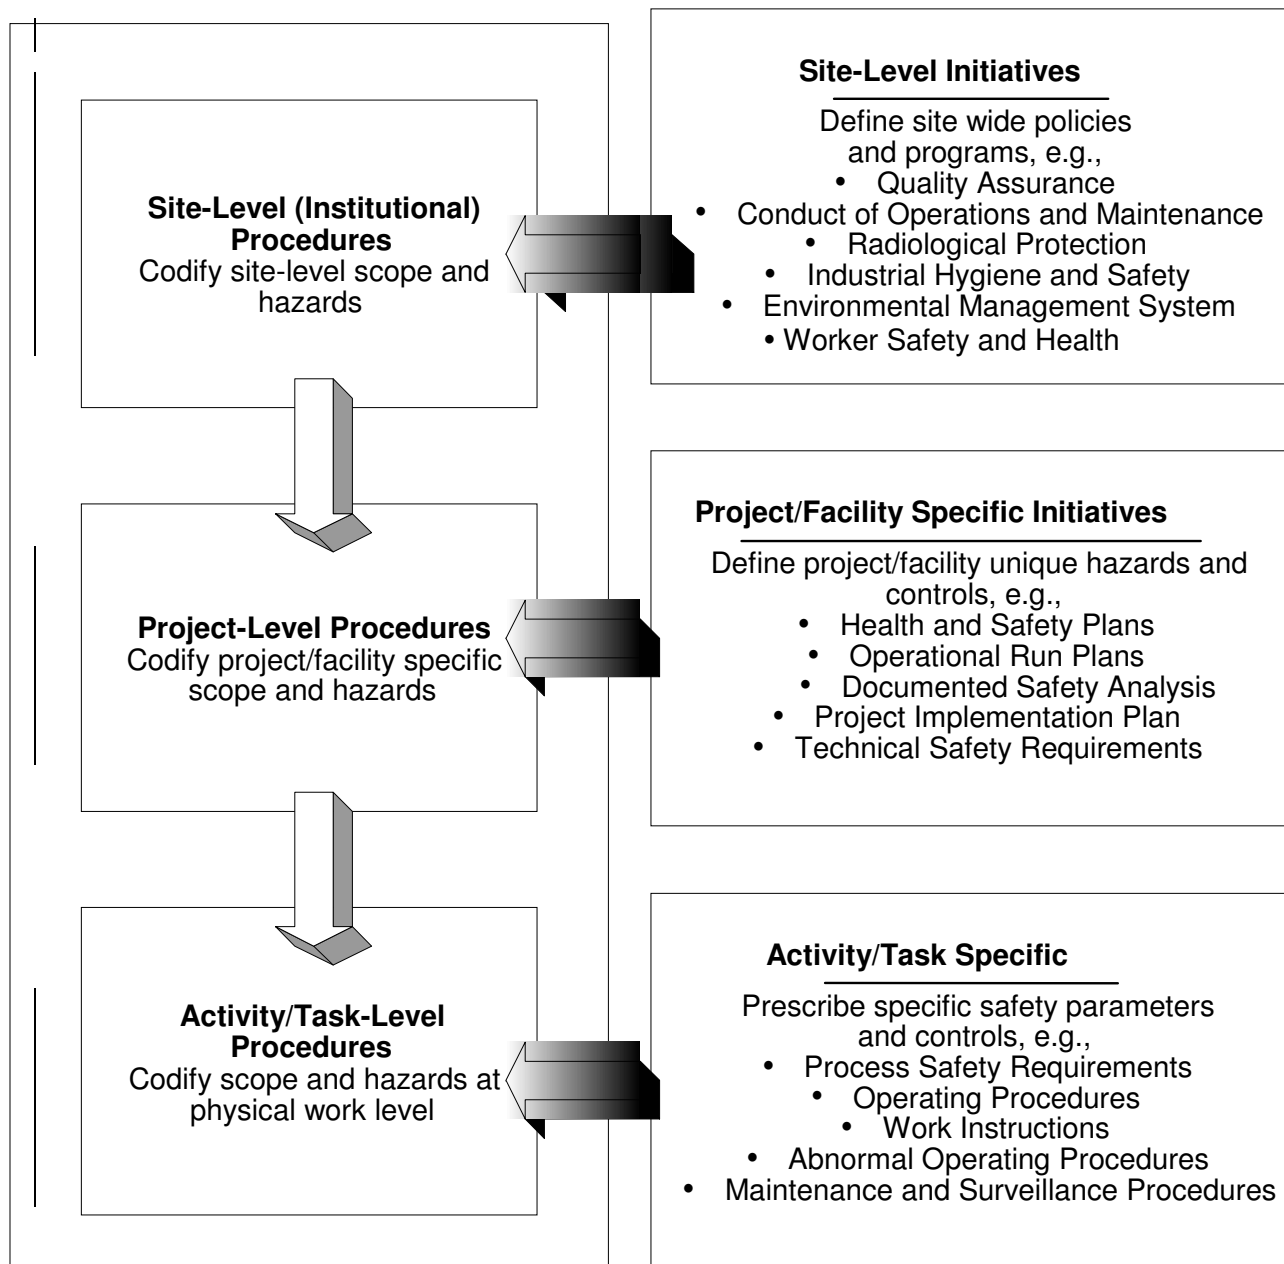 Site-Level (Institutional)
Procedures
Codify site-level scope and
hazards
Site-Level Initiatives
Define site wide policies
and programs, e.g.,
• Quality Assurance
• Conduct of Operations and Maintenance
• Radiological Protection
• Industrial Hygiene and Safety
• Environmental Management System
• Worker Safety and Health
Project-Level Procedures
Codify project/facility specific
scope and hazards
Project/Facility Specific Initiatives
Define project/facility unique hazards and
controls, e.g.,
• Health and Safety Plans
• Operational Run Plans
• Documented Safety Analysis
• Project Implementation Plan
• Technical Safety Requirements
Activity/Task-Level
Procedures
Codify scope and hazards at
physical work level
Activity/Task Specific
Prescribe specific safety parameters
and controls, e.g.,
• Process Safety Requirements
• Operating Procedures
• Work Instructions
• Abnormal Operating Procedures
• Maintenance and Surveillance Procedures